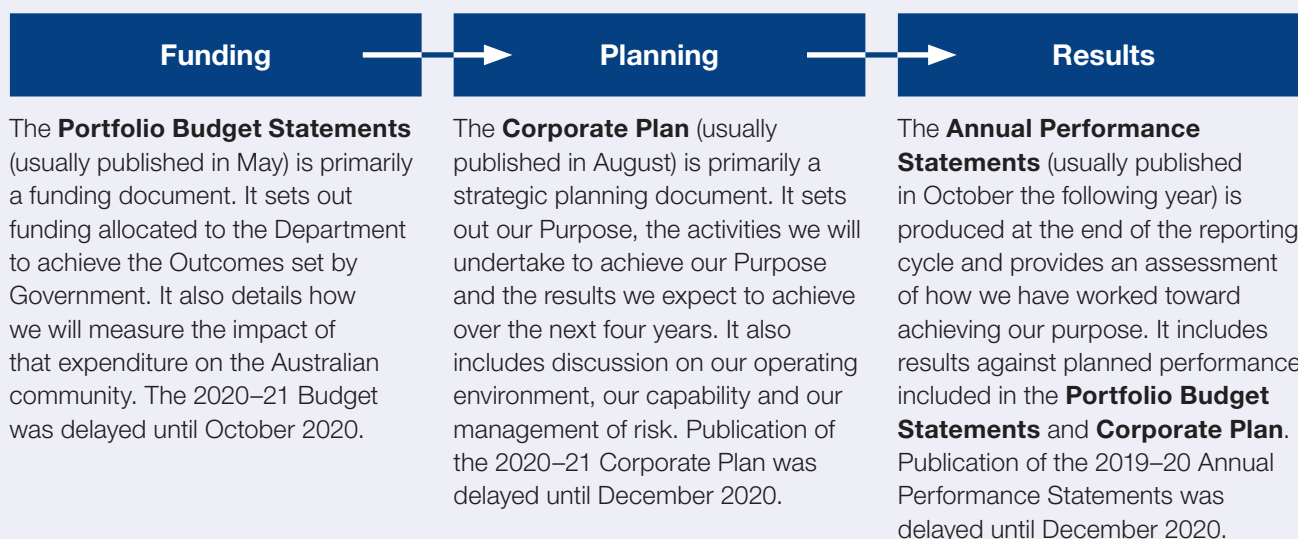 Funding
Planning
Results
The Portfolio Budget Statements
(usually published in May) is primarily
a funding document. It sets out
funding allocated to the Department
to achieve the Outcomes set by
Government. It also details how
we will measure the impact of
that expenditure on the Australian
community. The 2020–21 Budget
was delayed until October 2020.
The Corporate Plan (usually
published in August) is primarily a
strategic planning document. It sets
out our Purpose, the activities we will
undertake to achieve our Purpose
and the results we expect to achieve
over the next four years. It also
includes discussion on our operating
environment, our capability and our
management of risk. Publication of
the 2020–21 Corporate Plan was
delayed until December 2020.
The Annual Performance
Statements (usually published
in October the following year) is
produced at the end of the reporting
cycle and provides an assessment
of how we have worked toward
achieving our purpose. It includes
results against planned performance
included in the Portfolio Budget
Statements and Corporate Plan.
Publication of the 2019–20 Annual
Performance Statements was
delayed until December 2020.